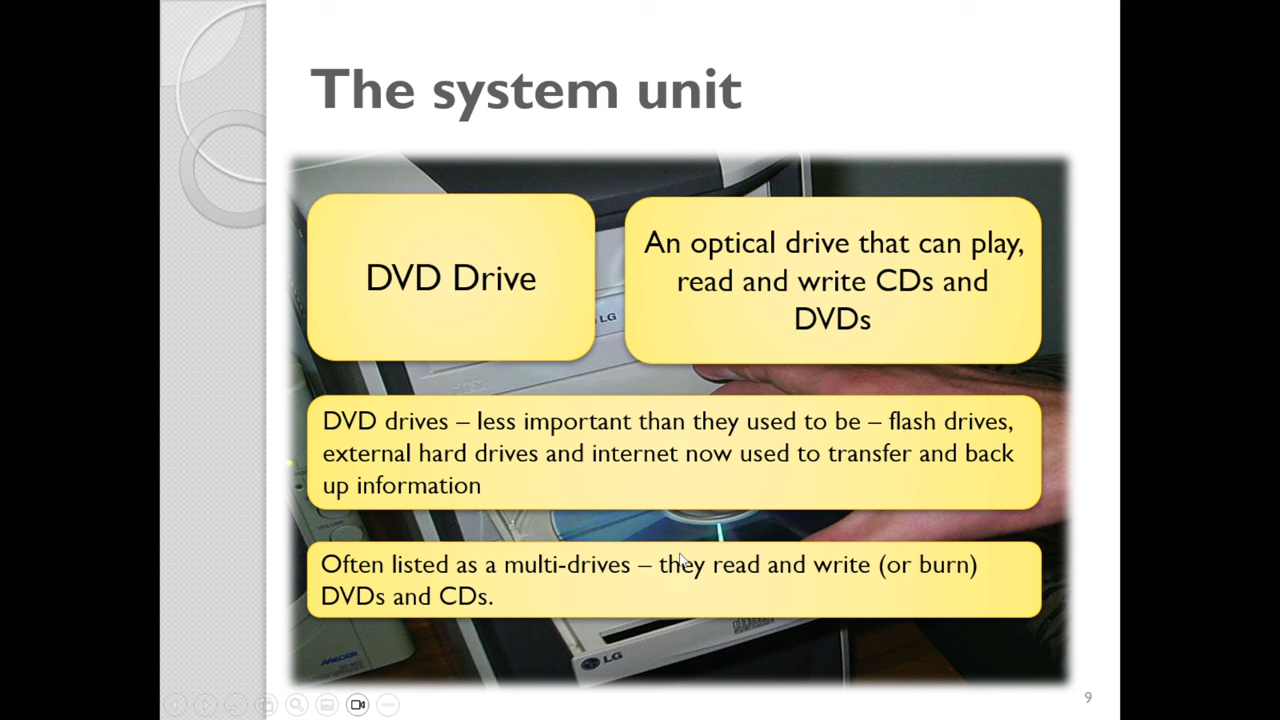 The system unit
DVD Drive
An optical drive that can play,
read and write CDs and
DVDs
LG
DVD drives – less important than they used to be – flash drives,
external hard drives and internet now used to transfer and back
up information
Often listed as a multi-drives – they read and write (or burn)
DVDs and CDs.
LG
9